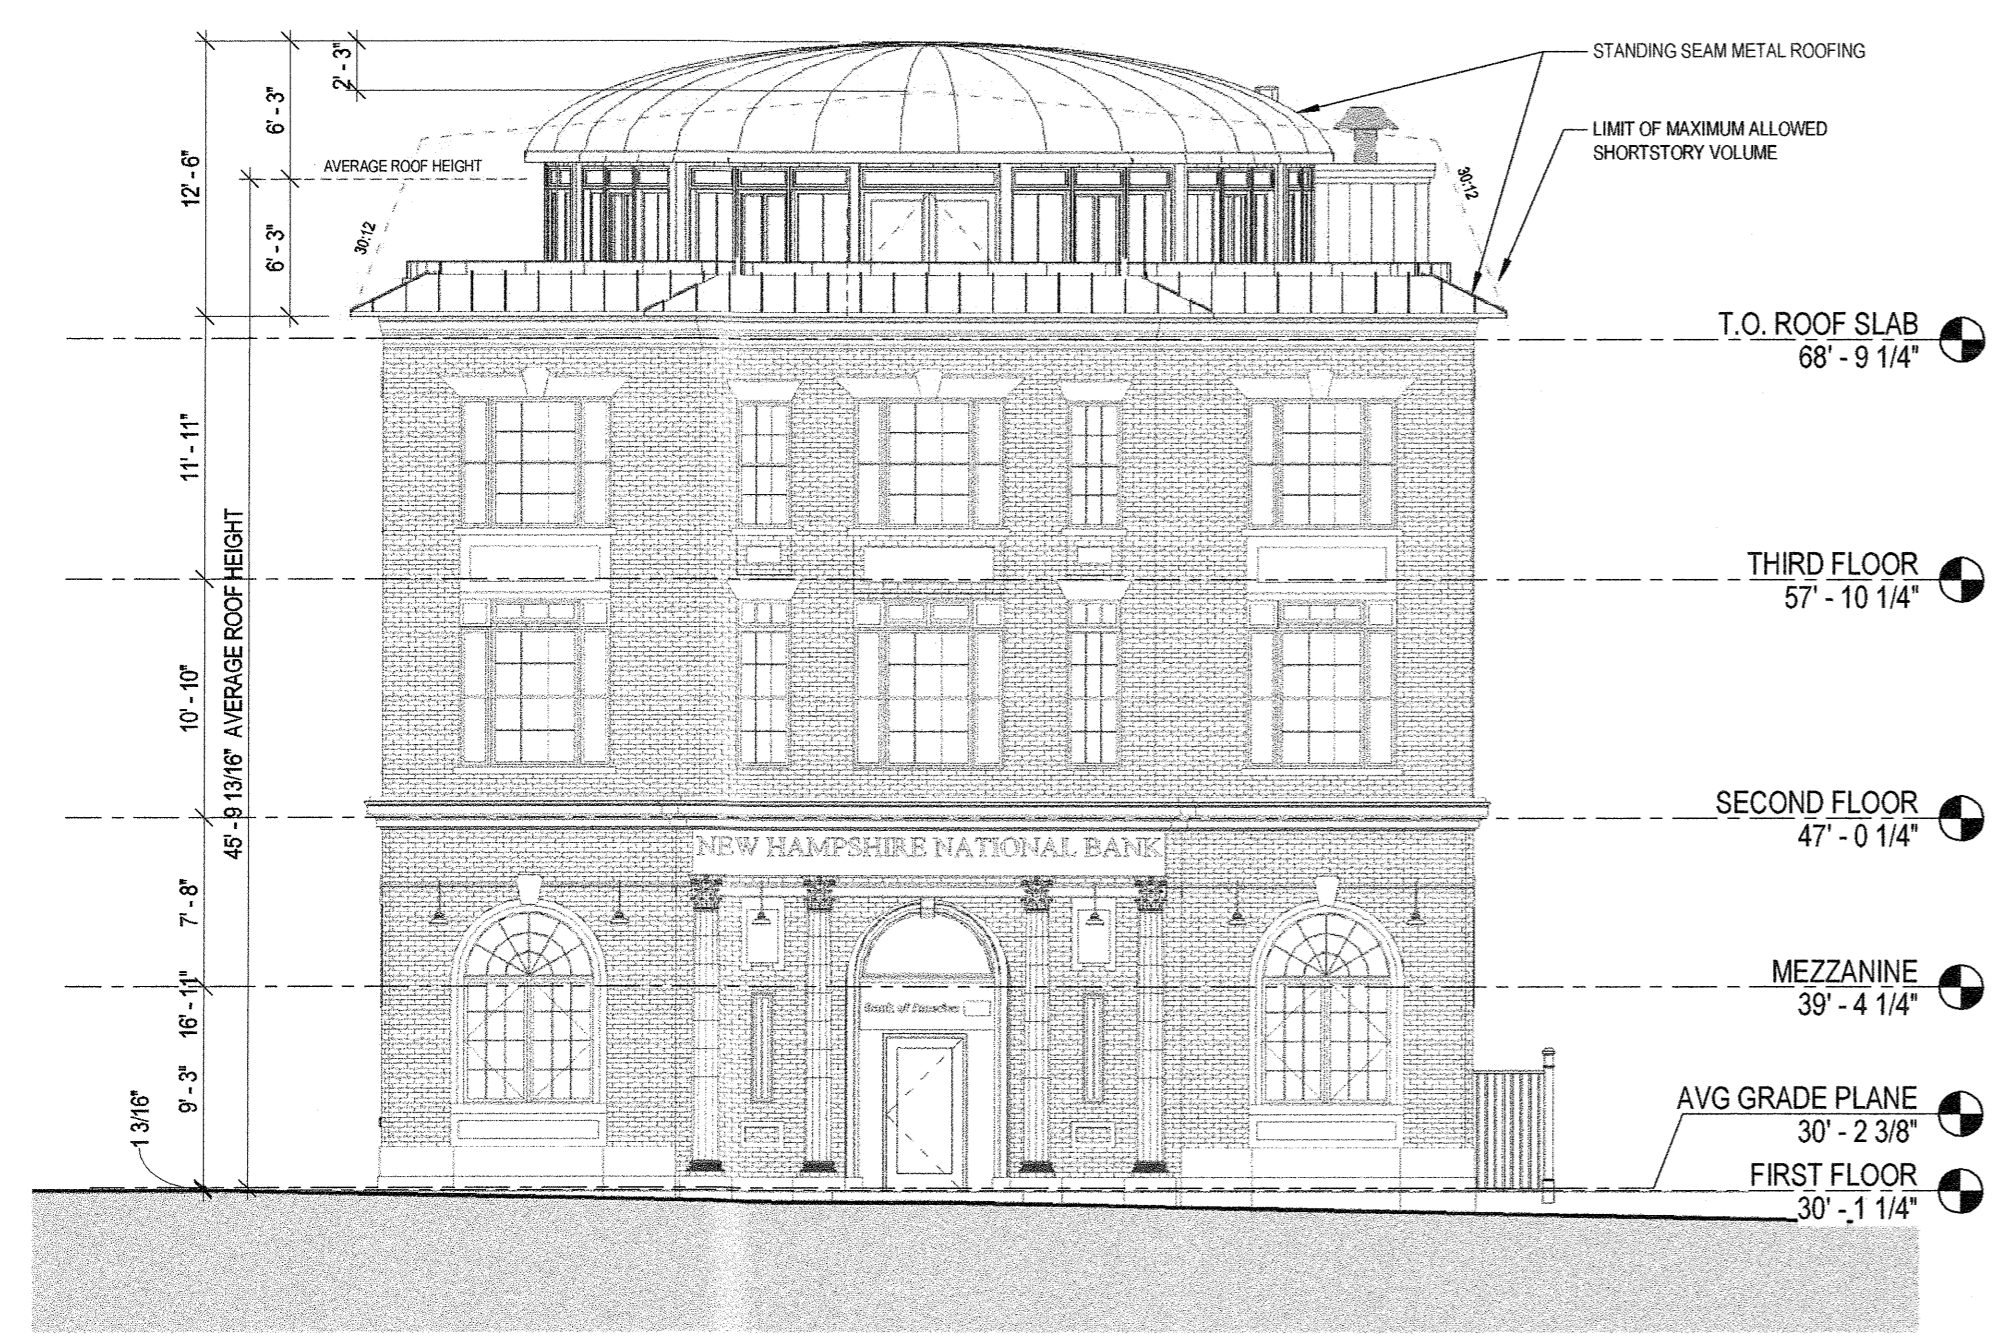 STANDING SEAM METAL ROOFING
LIMIT OF MAXIMUM ALLOWED
SHORTSTORY VOLUME
2' - 3"
6' - 3"
12' - 6"
AVERAGE ROOF HEIGHT
6' - 3"
30:12
30:12
T.O. ROOF SLAB
68' - 9 1/4"
11' - 11"
THIRD FLOOR
57' - 10 1/4"
45' - 9 13/16" AVERAGE ROOF HEIGHT
10' - 10"
SECOND FLOOR
47' - 0 1/4"
NEW HAMPSHIRE NATIONAL BANK
7' - 8"
MEZZANINE
39' - 4 1/4"
16' - 11"
Bank of
9' - 3"
1 3/16"
AVG GRADE PLANE
30' - 2 3/8"
FIRST FLOOR
30' - 1 1/4"